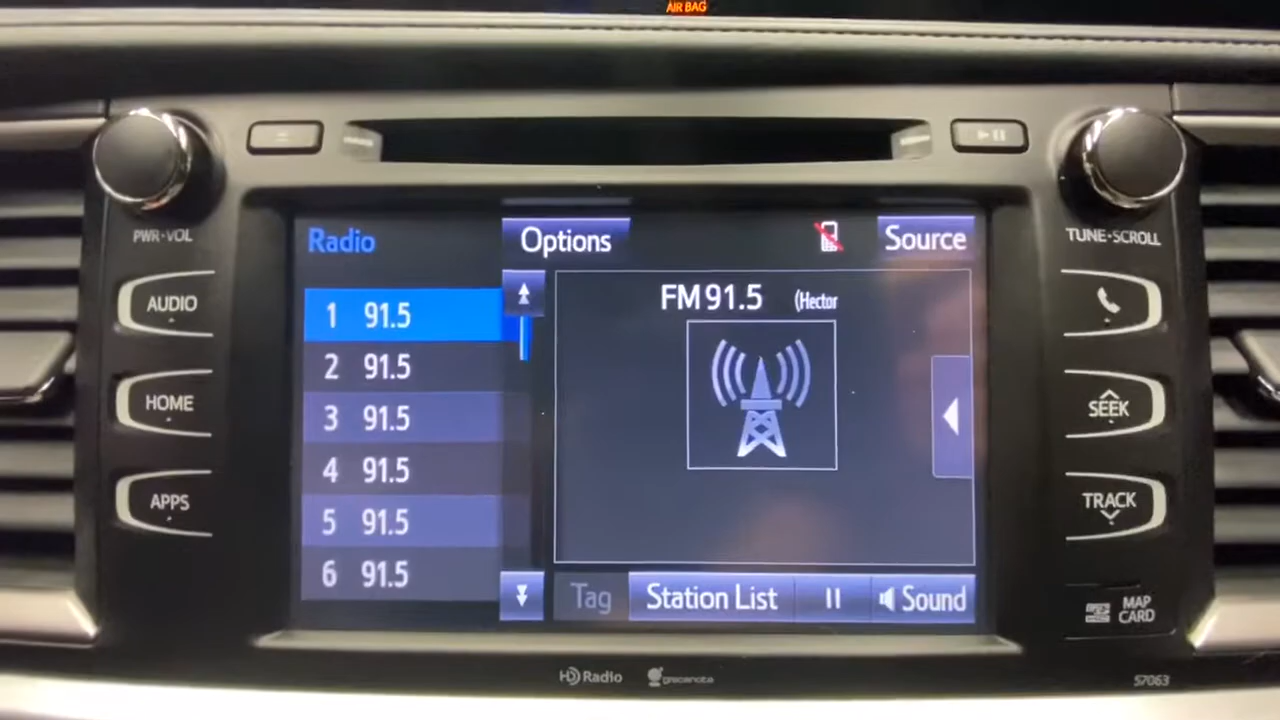 AIR BAG
PWR·VOL
TUNE·SCROLL
Radio
Options
Source
AUDIO
HOME
APPS
1 91.5
2 91.5
3 91.5
4 91.5
5 91.5
6 91.5
FM 91.5 (Hector
Tag
Station List
Sound
SEEK
TRACK
MAP
CARD
HD Radio
gracenote
57063